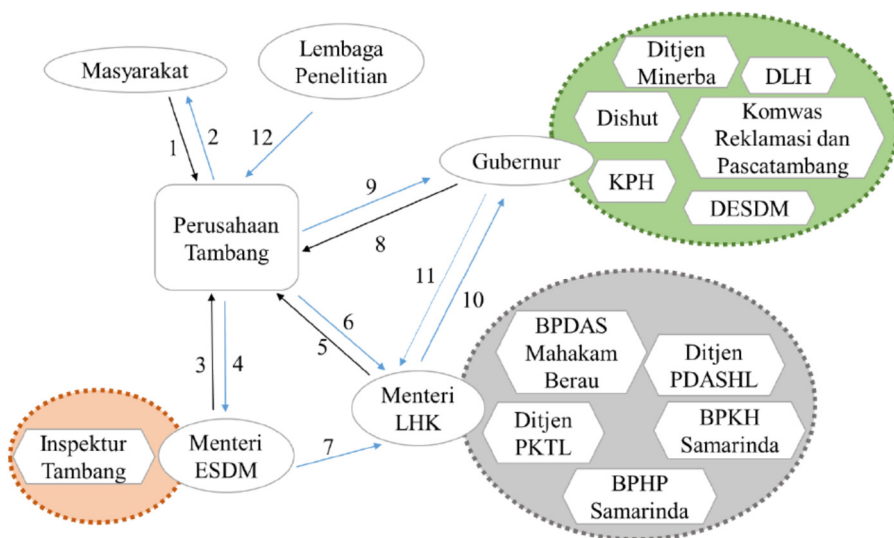 Masyarakat
Lembaga
Penelitian
Ditjen
Minerba
DLH
Dishut
Komwas
Reklamasi dan
Pascatambang
KPH
DESDM
Gubernur
1
2
12
9
8
Perusahaan
Tambang
11
10
6
5
3
4
7
BPDAS
Mahakam
Berau
Ditjen
PDASHL
Menteri
LHK
Ditjen
PKTL
BPKH
Samarinda
BPHP
Samarinda
Inspektur
Tambang
Menteri
ESDM